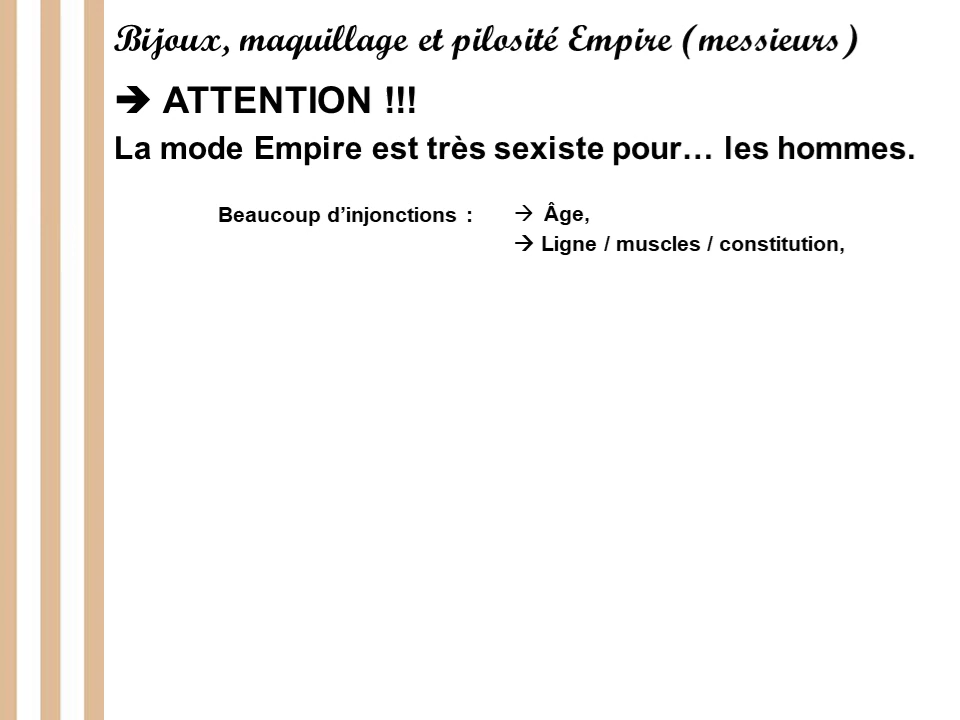 Bijoux, maquillage et pilosité Empire (messieurs)
➔ ATTENTION !!!
La mode Empire est très sexiste pour… les hommes.
Beaucoup d’injonctions : → Âge,
➔ Ligne / muscles / constitution,